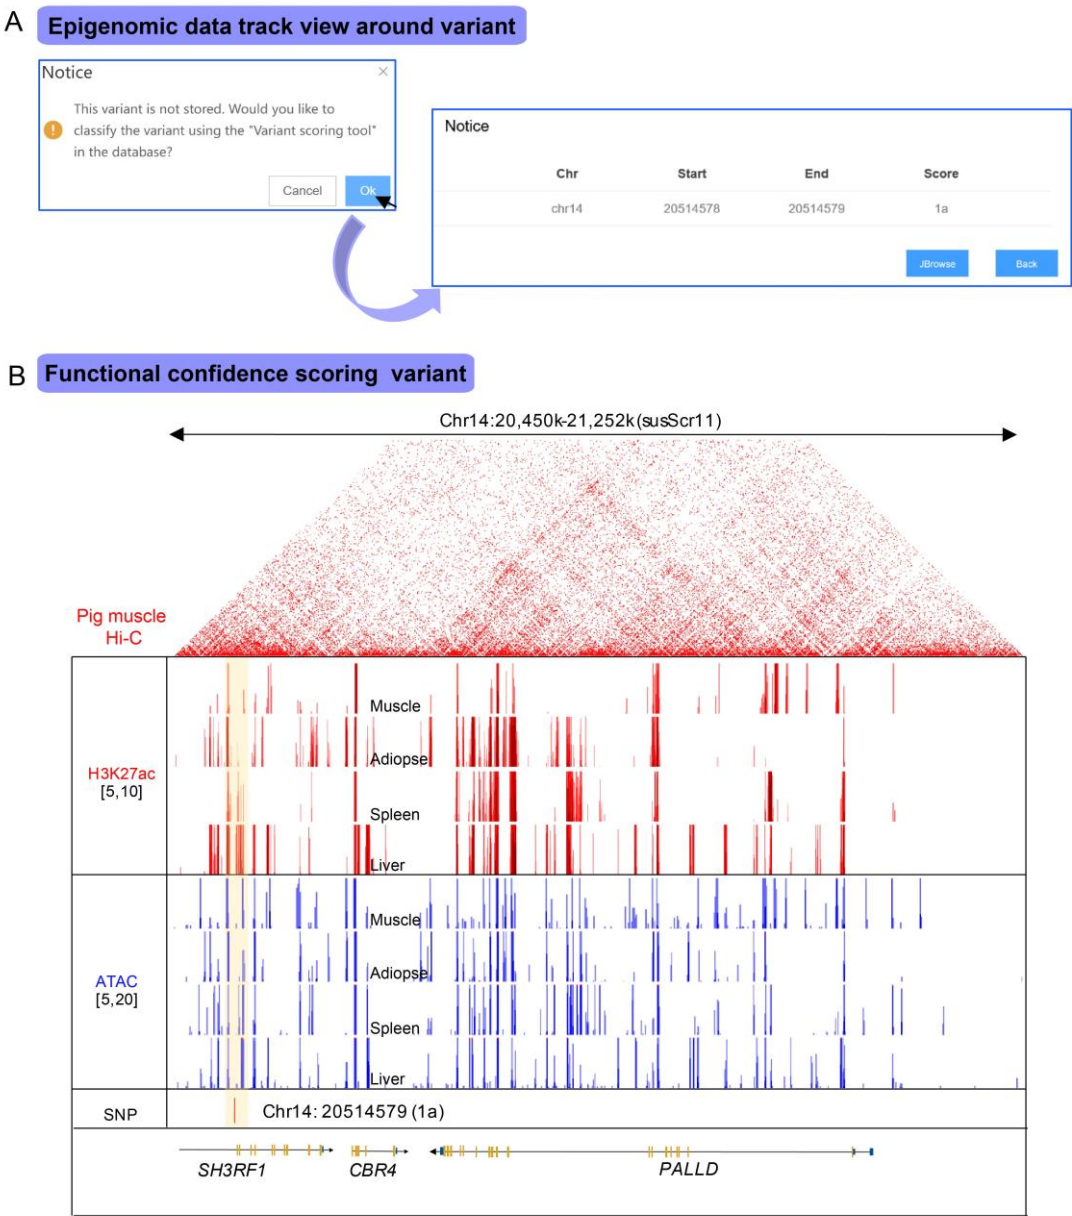 A
Epigenomic data track view around variant
Notice
×
This variant is not stored. Would you like to
classify the variant using the "Variant scoring tool"
in the database?
Cancel
Ok
Notice
Chr Start End Score
chr14 20514578 20514579 1a
JBrowse
Back
B
Functional confidence scoring variant
Chr14:20,450k-21,252k(susScr11)
Pig muscle
Hi-C
H3K27ac
[5,10]
Muscle
Adiopse
Spleen
Liver
ATAC
[5,20]
Muscle
Adiopse
Spleen
Liver
SNP
Chr14: 20514579 (1a)
SH3RF1
CBR4
PALLD